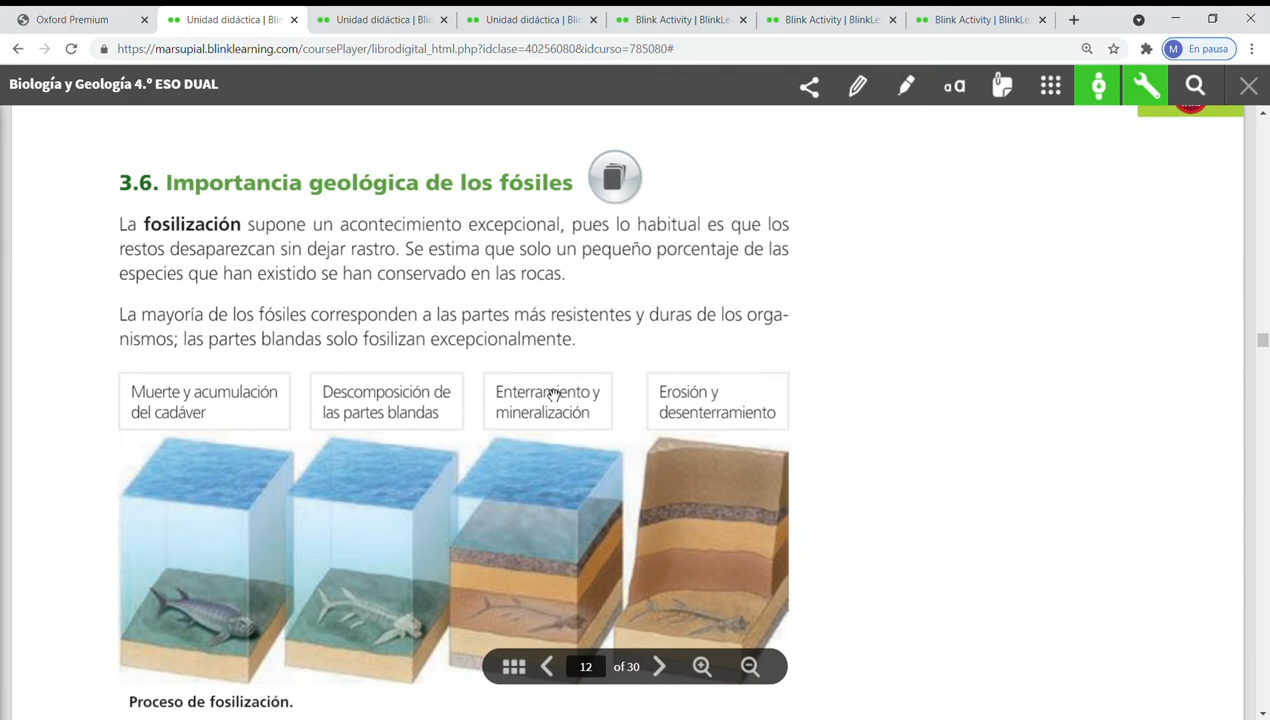 Oxford Premium
Unidad didáctica | Blin
Unidad didáctica | Blin
Unidad didáctica | Blin
Blink Activity | BlinkLe
Blink Activity | BlinkLe
Blink Activity | BlinkLe
https://marsupial.blinklearning.com/coursePlayer/librodigital_html.php?idclase=40256080&idcurso=785080#
M En pausa
Biología y Geología 4.º ESO DUAL
aa
3.6. Importancia geológica de los fósiles
La fosilización supone un acontecimiento excepcional, pues lo habitual es que los
restos desaparezcan sin dejar rastro. Se estima que solo un pequeño porcentaje de las
especies que han existido se han conservado en las rocas.
La mayoría de los fósiles corresponden a las partes más resistentes y duras de los orga-
nismos; las partes blandas solo fosilizan excepcionalmente.
Muerte y acumulación
del cadáver
Descomposición de
las partes blandas
Enterramiento y
mineralización
Erosión y
desenterramiento
12 of 30
Proceso de fosilización.